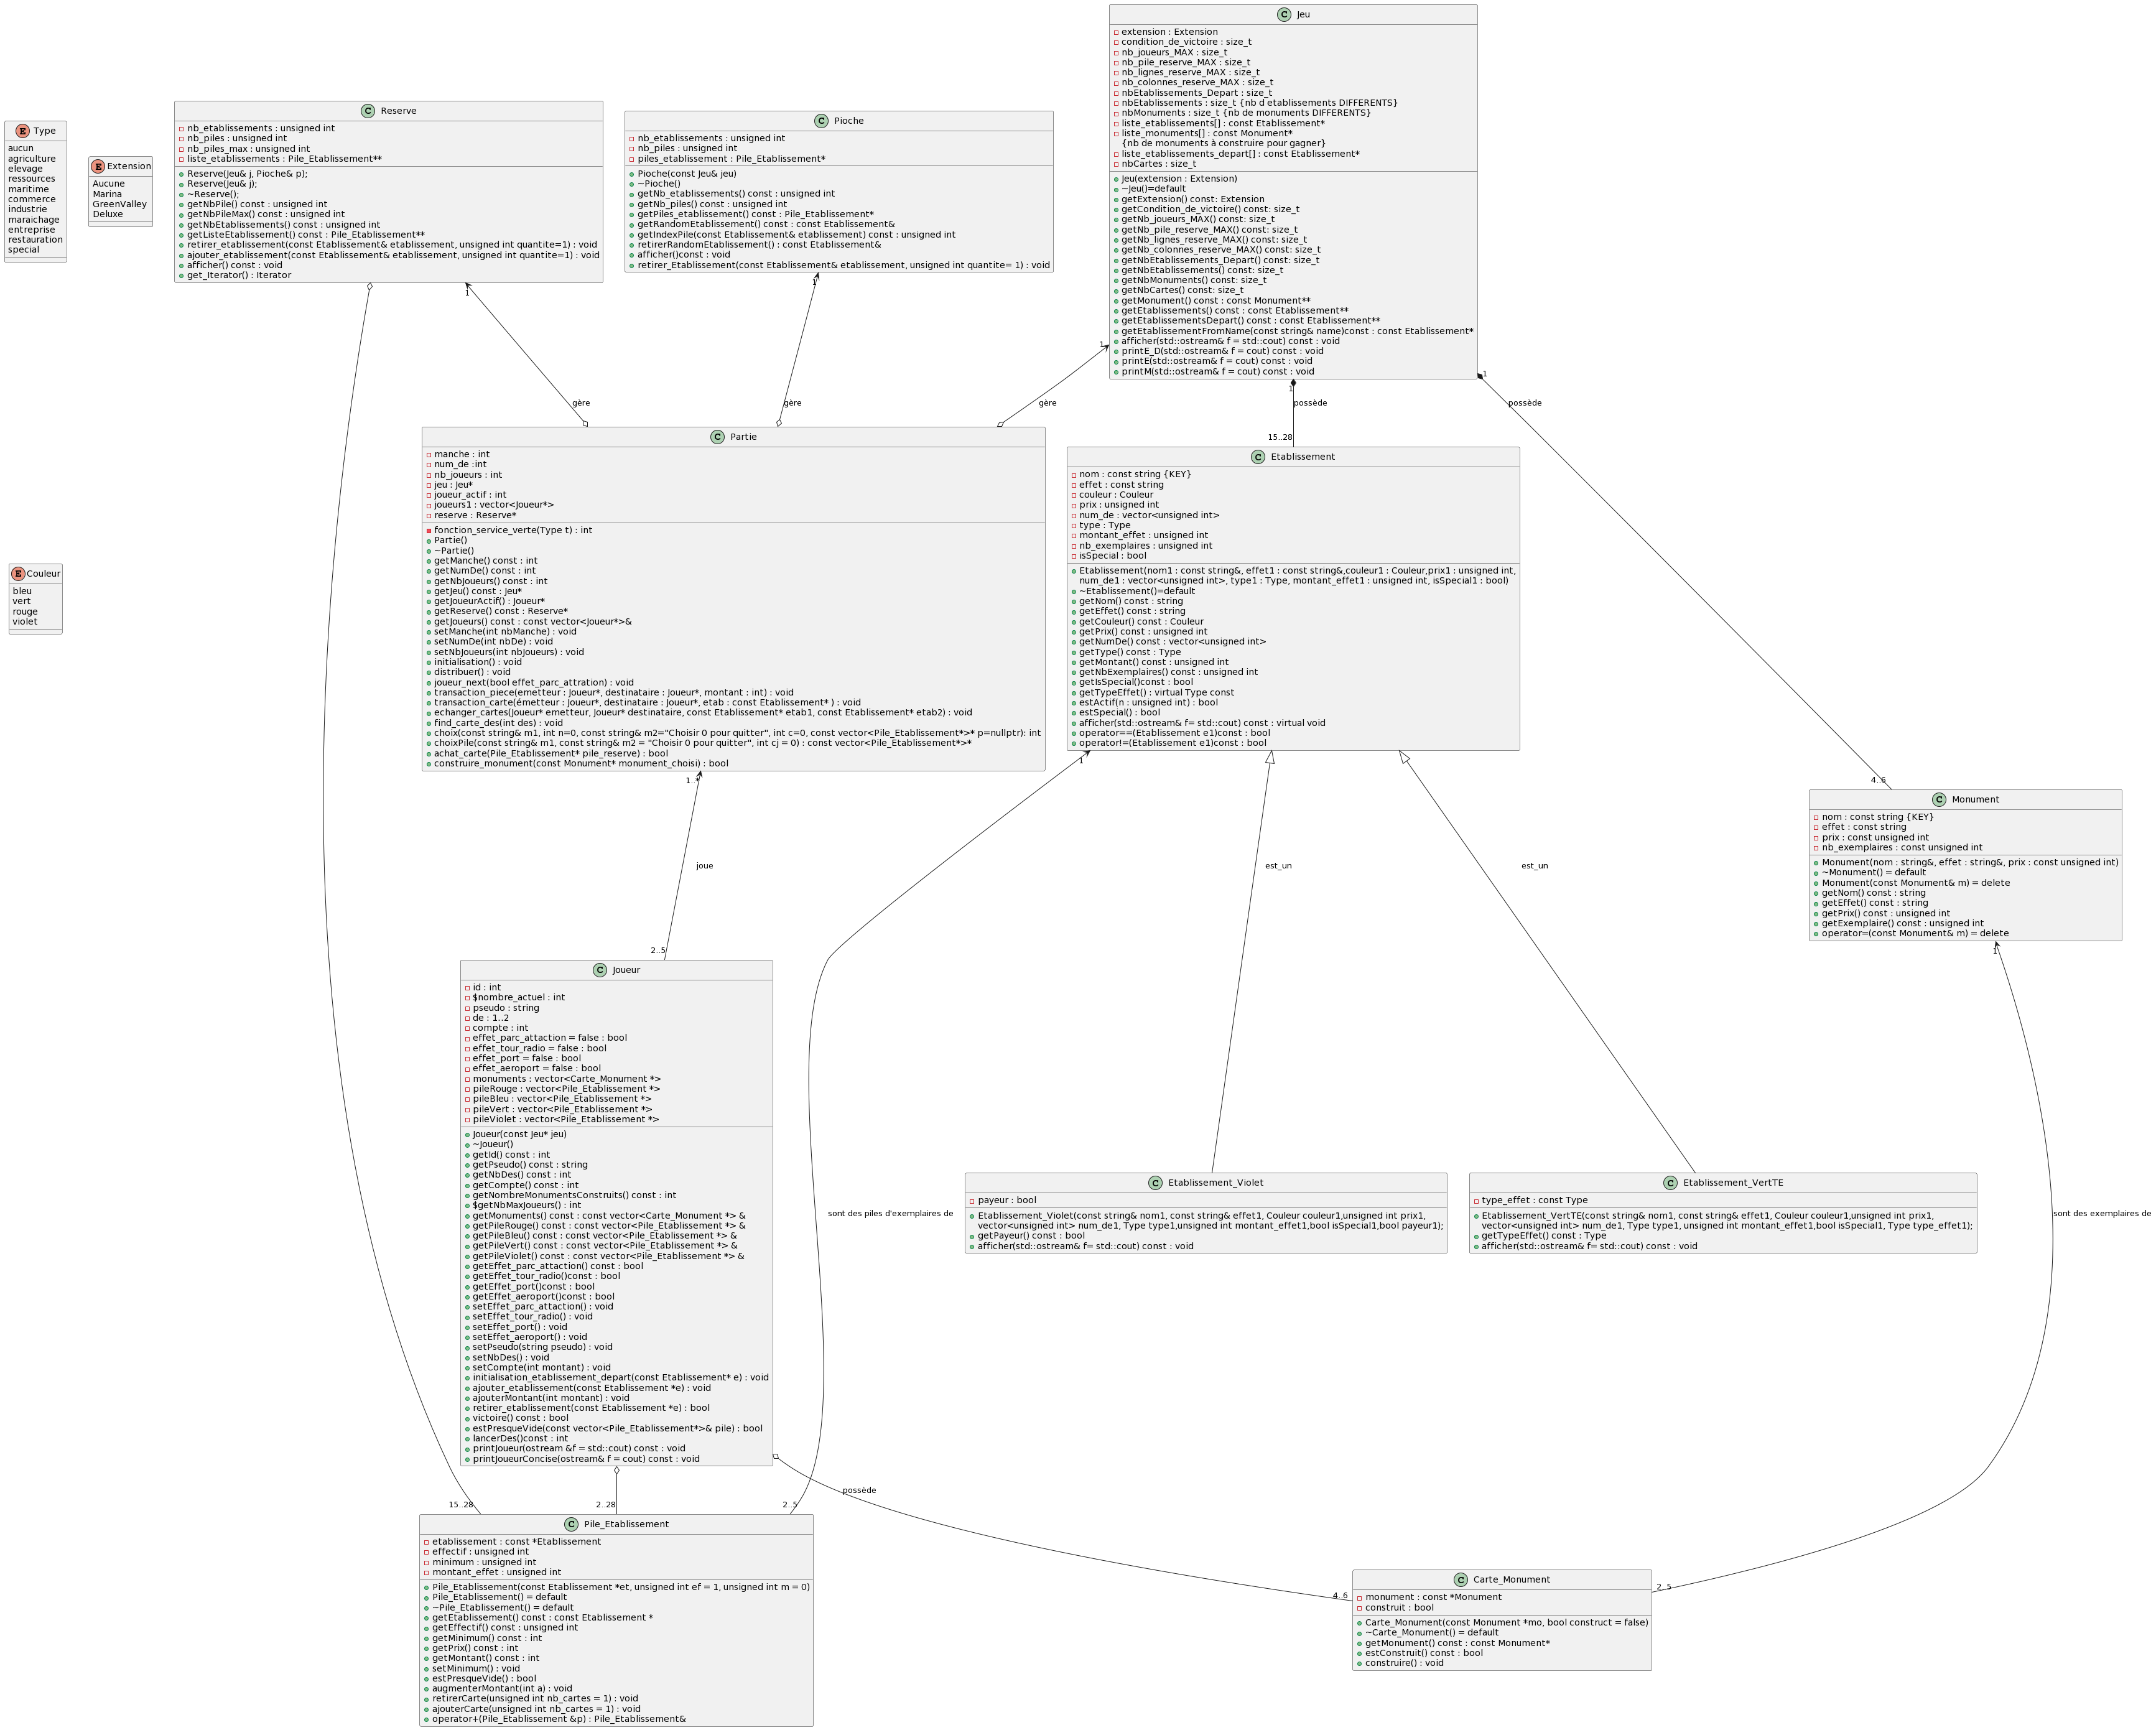 Jeu
extension : Extension
condition_de_victoire : size_t
nb_joueurs_MAX : size_t
nb_pile_reserve_MAX : size_t
nb_lignes_reserve_MAX : size_t
nb_colonnes_reserve_MAX : size_t
nbEtablissements_Depart : size_t
nbEtablissements : size_t {nb d etablissements DIFFERENTS}
nbMonuments : size_t {nb de monuments DIFFERENTS}
liste_etablissements[] : const Etablissement*
liste_monuments[] : const Monument*
{nb de monuments à construire pour gagner}
liste_etablissements_depart[] : const Etablissement*
nbCartes : size_t
Jeu(extension : Extension)
~Jeu()=default
getExtension() const: Extension
getCondition_de_victoire() const: size_t
getNb_joueurs_MAX() const: size_t
getNb_pile_reserve_MAX() const: size_t
getNb_lignes_reserve_MAX() const: size_t
getNb_colonnes_reserve_MAX() const: size_t
getNbEtablissements_Depart() const: size_t
getNbEtablissements() const: size_t
getNbMonuments() const: size_t
getNbCartes() const: size_t
getMonument() const : const Monument**
getEtablissements() const : const Etablissement**
getEtablissementsDepart() const : const Etablissement**
getEtablissementFromName(const string& name)const : const Etablissement*
afficher(std::ostream& f = std::cout) const : void
printE_D(std::ostream& f = cout) const : void
printE(std::ostream& f = cout) const : void
printM(std::ostream& f = cout) const : void
Type
aucun
agriculture
elevage
ressources
maritime
commerce
industrie
maraichage
entreprise
restauration
special
Extension
Aucune
Marina
GreenValley
Deluxe
Reserve
nb_etablissements : unsigned int
nb_piles : unsigned int
nb_piles_max : unsigned int
liste_etablissements : Pile_Etablissement**
Reserve(Jeu& j, Pioche& p);
Reserve(Jeu& j);
~Reserve();
getNbPile() const : unsigned int
getNbPileMax() const : unsigned int
getNbEtablissements() const : unsigned int
getListeEtablissement() const : Pile_Etablissement**
retirer_etablissement(const Etablissement& etablissement, unsigned int quantite=1) : void
ajouter_etablissement(const Etablissement& etablissement, unsigned int quantite=1) : void
afficher() const : void
get_Iterator() : Iterator
Pioche
nb_etablissements : unsigned int
nb_piles : unsigned int
piles_etablissement : Pile_Etablissement*
Pioche(const Jeu& jeu)
~Pioche()
getNb_etablissements() const : unsigned int
getNb_piles() const : unsigned int
getPiles_etablissement() const : Pile_Etablissement*
getRandomEtablissement() const : const Etablissement&
getIndexPile(const Etablissement& etablissement) const : unsigned int
retirerRandomEtablissement() : const Etablissement&
afficher()const : void
retirer_Etablissement(const Etablissement& etablissement, unsigned int quantite= 1) : void
1
1
1
1
1
gère
gère
gère
possède
possède
15..28
4..6
Couleur
bleu
vert
rouge
violet
Partie
manche : int
num_de :int
nb_joueurs : int
jeu : Jeu*
joueur_actif : int
joueurs1 : vector<Joueur*>
reserve : Reserve*
fonction_service_verte(Type t) : int
Partie()
~Partie()
getManche() const : int
getNumDe() const : int
getNbJoueurs() const : int
getJeu() const : Jeu*
getJoueurActif() : Joueur*
getReserve() const : Reserve*
getJoueurs() const : const vector<Joueur*>&
setManche(int nbManche) : void
setNumDe(int nbDe) : void
setNbJoueurs(int nbJoueurs) : void
initialisation() : void
distribuer() : void
joueur_next(bool effet_parc_attration) : void
transaction_piece(emetteur : Joueur*, destinataire : Joueur*, montant : int) : void
transaction_carte(émetteur : Joueur*, destinataire : Joueur*, etab : const Etablissement* ) : void
echanger_cartes(Joueur* emetteur, Joueur* destinataire, const Etablissement* etab1, const Etablissement* etab2) : void
find_carte_des(int des) : void
choix(const string& m1, int n=0, const string& m2="Choisir 0 pour quitter", int c=0, const vector<Pile_Etablissement*>* p=nullptr): int
choixPile(const string& m1, const string& m2 = "Choisir 0 pour quitter", int cj = 0) : const vector<Pile_Etablissement*>*
achat_carte(Pile_Etablissement* pile_reserve) : bool
construire_monument(const Monument* monument_choisi) : bool
Etablissement
nom : const string {KEY}
effet : const string
couleur : Couleur
prix : unsigned int
num_de : vector<unsigned int>
type : Type
montant_effet : unsigned int
nb_exemplaires : unsigned int
isSpecial : bool
Etablissement(nom1 : const string&, effet1 : const string&,couleur1 : Couleur,prix1 : unsigned int,
num_de1 : vector<unsigned int>, type1 : Type, montant_effet1 : unsigned int, isSpecial1 : bool)
~Etablissement()=default
getNom() const : string
getEffet() const : string
getCouleur() const : Couleur
getPrix() const : unsigned int
getNumDe() const : vector<unsigned int>
getType() const : Type
getMontant() const : unsigned int
getNbExemplaires() const : unsigned int
getIsSpecial()const : bool
getTypeEffet() : virtual Type const
estActif(n : unsigned int) : bool
estSpecial() : bool
afficher(std::ostream& f= std::cout) const : virtual void
operator==(Etablissement e1)const : bool
operator!=(Etablissement e1)const : bool
Monument
nom : const string {KEY}
effet : const string
prix : const unsigned int
nb_exemplaires : const unsigned int
Monument(nom : string&, effet : string&, prix : const unsigned int)
~Monument() = default
Monument(const Monument& m) = delete
getNom() const : string
getEffet() const : string
getPrix() const : unsigned int
getExemplaire() const : unsigned int
operator=(const Monument& m) = delete
1..*
1
1
joue
est_un
est_un
2..5
Joueur
id : int
$nombre_actuel : int
pseudo : string
de : 1..2
compte : int
effet_parc_attaction = false : bool
effet_tour_radio = false : bool
effet_port = false : bool
effet_aeroport = false : bool
monuments : vector<Carte_Monument *>
pileRouge : vector<Pile_Etablissement *>
pileBleu : vector<Pile_Etablissement *>
pileVert : vector<Pile_Etablissement *>
pileViolet : vector<Pile_Etablissement *>
Joueur(const Jeu* jeu)
~Joueur()
getId() const : int
getPseudo() const : string
getNbDes() const : int
getCompte() const : int
getNombreMonumentsConstruits() const : int
$getNbMaxJoueurs() : int
getMonuments() const : const vector<Carte_Monument *> &
getPileRouge() const : const vector<Pile_Etablissement *> &
getPileBleu() const : const vector<Pile_Etablissement *> &
getPileVert() const : const vector<Pile_Etablissement *> &
getPileViolet() const : const vector<Pile_Etablissement *> &
getEffet_parc_attaction() const : bool
getEffet_tour_radio()const : bool
getEffet_port()const : bool
getEffet_aeroport()const : bool
setEffet_parc_attaction() : void
setEffet_tour_radio() : void
setEffet_port() : void
setEffet_aeroport() : void
setPseudo(string pseudo) : void
setNbDes() : void
setCompte(int montant) : void
initialisation_etablissement_depart(const Etablissement* e) : void
ajouter_etablissement(const Etablissement *e) : void
ajouterMontant(int montant) : void
retirer_etablissement(const Etablissement *e) : bool
victoire() const : bool
estPresqueVide(const vector<Pile_Etablissement*>& pile) : bool
lancerDes()const : int
printJoueur(ostream &f = std::cout) const : void
printJoueurConcise(ostream& f = cout) const : void
sont des piles d'exemplaires de
Etablissement_Violet
payeur : bool
Etablissement_Violet(const string& nom1, const string& effet1, Couleur couleur1,unsigned int prix1,
vector<unsigned int> num_de1, Type type1,unsigned int montant_effet1,bool isSpecial1,bool payeur1);
getPayeur() const : bool
afficher(std::ostream& f= std::cout) const : void
Etablissement_VertTE
type_effet : const Type
Etablissement_VertTE(const string& nom1, const string& effet1, Couleur couleur1,unsigned int prix1,
vector<unsigned int> num_de1, Type type1, unsigned int montant_effet1,bool isSpecial1, Type type_effet1);
getTypeEffet() const : Type
afficher(std::ostream& f= std::cout) const : void
sont des exemplaires de
possède
15..28
2..28
2..5
4..6
2..5
Pile_Etablissement
etablissement : const *Etablissement
effectif : unsigned int
minimum : unsigned int
montant_effet : unsigned int
Pile_Etablissement(const Etablissement *et, unsigned int ef = 1, unsigned int m = 0)
Pile_Etablissement() = default
~Pile_Etablissement() = default
getEtablissement() const : const Etablissement *
getEffectif() const : unsigned int
getMinimum() const : int
getPrix() const : int
getMontant() const : int
setMinimum() : void
estPresqueVide() : bool
augmenterMontant(int a) : void
retirerCarte(unsigned int nb_cartes = 1) : void
ajouterCarte(unsigned int nb_cartes = 1) : void
operator+(Pile_Etablissement &p) : Pile_Etablissement&
Carte_Monument
monument : const *Monument
construit : bool
Carte_Monument(const Monument *mo, bool construct = false)
~Carte_Monument() = default
getMonument() const : const Monument*
estConstruit() const : bool
construire() : void